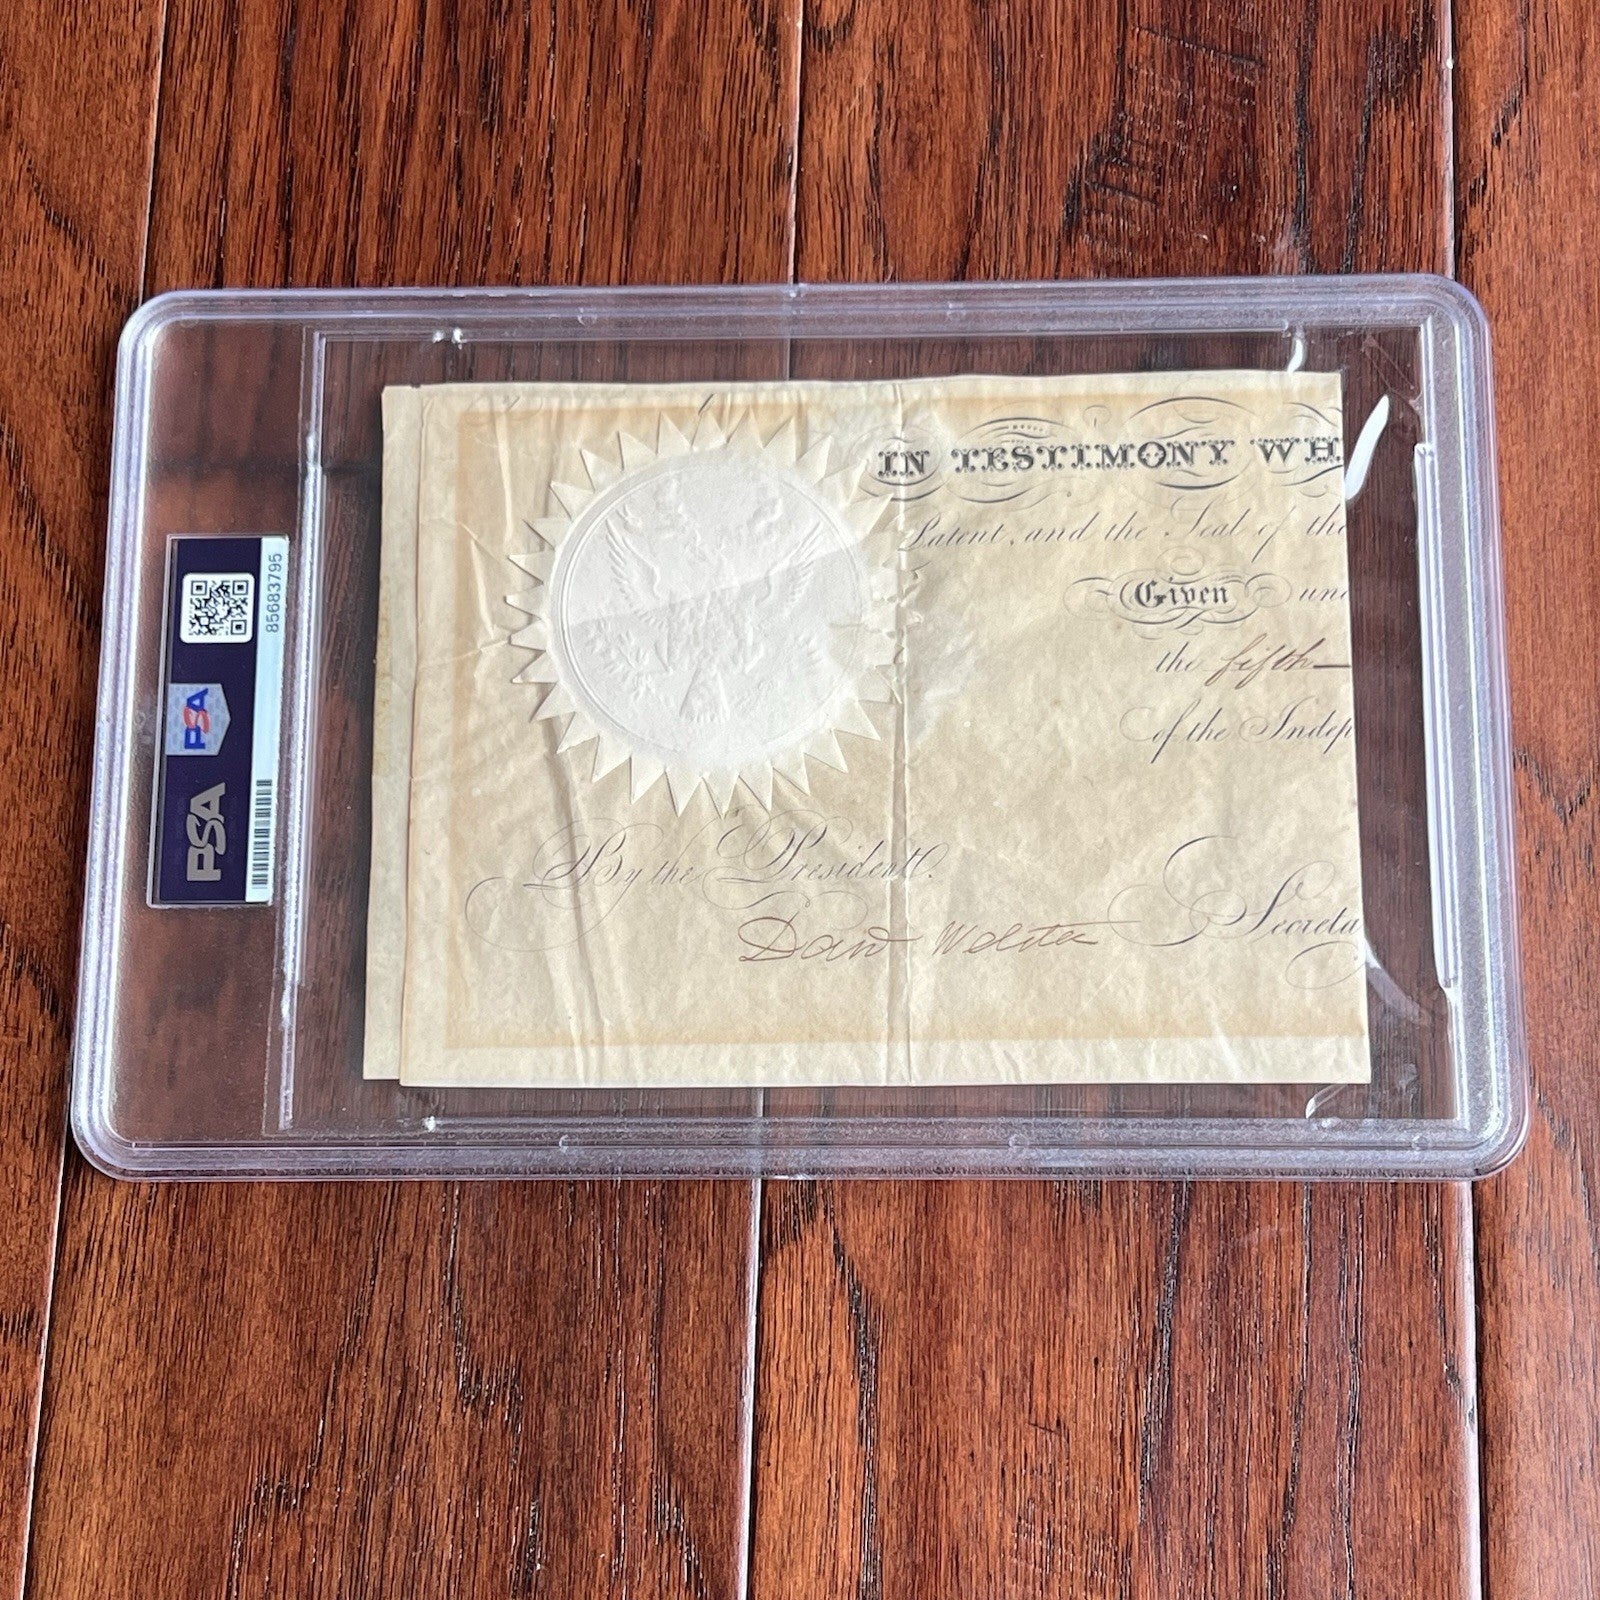 85683795
PSA
PSA
IN TESTIMONY WH
Patent, and the Seal of the
Given un
the fifth
of the Indep
By the President.
Danl Webster
Secreta